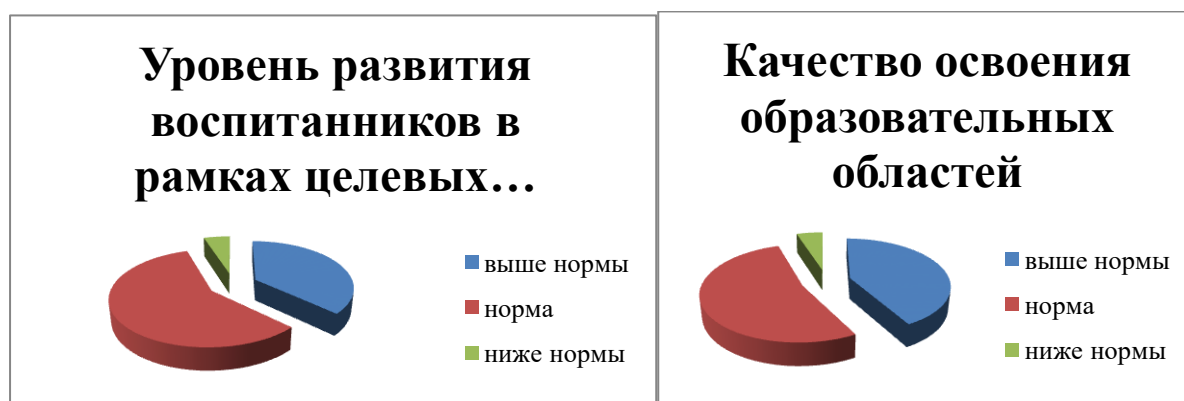 Уровень развития
воспитанников в
рамках целевых…
выше нормы
норма
ниже нормы
Качество освоения
образовательных
областей
выше нормы
норма
ниже нормы